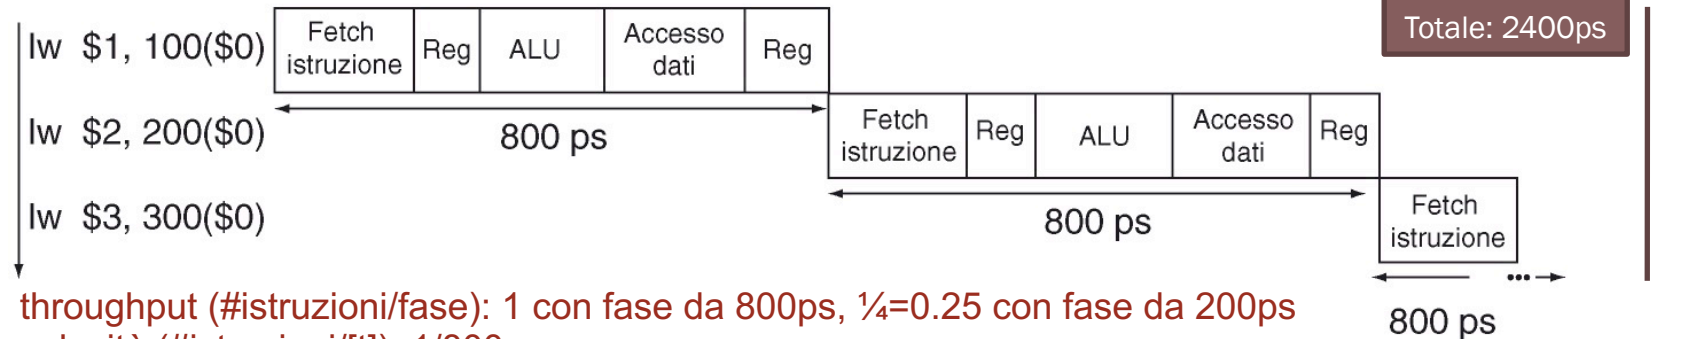 Totale: 2400ps
lw $1, 100($0)
Fetch istruzione
Reg
ALU
Accesso dati
Reg
800 ps
lw $2, 200($0)
Fetch istruzione
Reg
ALU
Accesso dati
Reg
800 ps
lw $3, 300($0)
Fetch istruzione
...
800 ps
throughput (#istruzioni/fase): 1 con fase da 800ps, ¼=0.25 con fase da 200ps